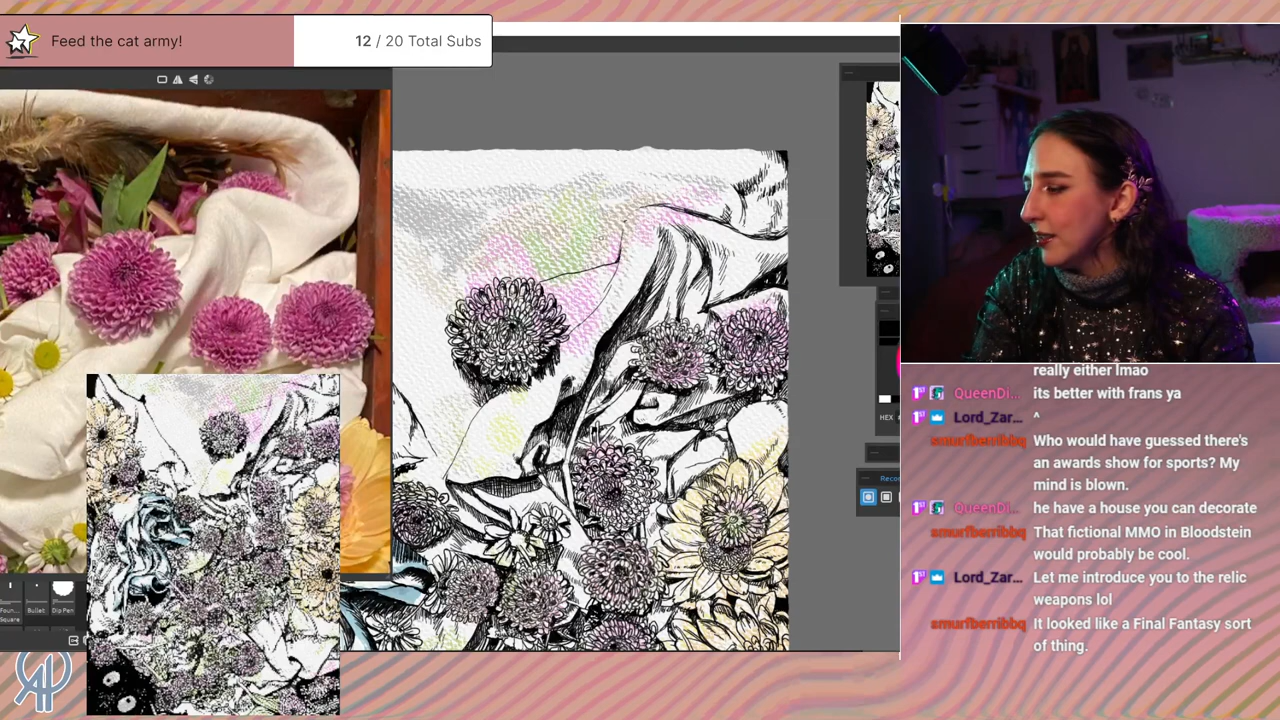 Feed the cat army!
12 / 20 Total Subs
really either lmao
QueenDi... its better with frans ya
Lord_Zar... ^
smurfberribbq Who would have guessed there's
an awards show for sports? My
mind is blown.
QueenDi... he have a house you can decorate
smurfberribbq That fictional MMO in Bloodstein
would probably be cool.
Lord_Zar... Let me introduce you to the relic
weapons lol
smurfberribbq It looked like a Final Fantasy sort
of thing.
HEX
Reco
Foun...
Square
Bullet
Dip Pen